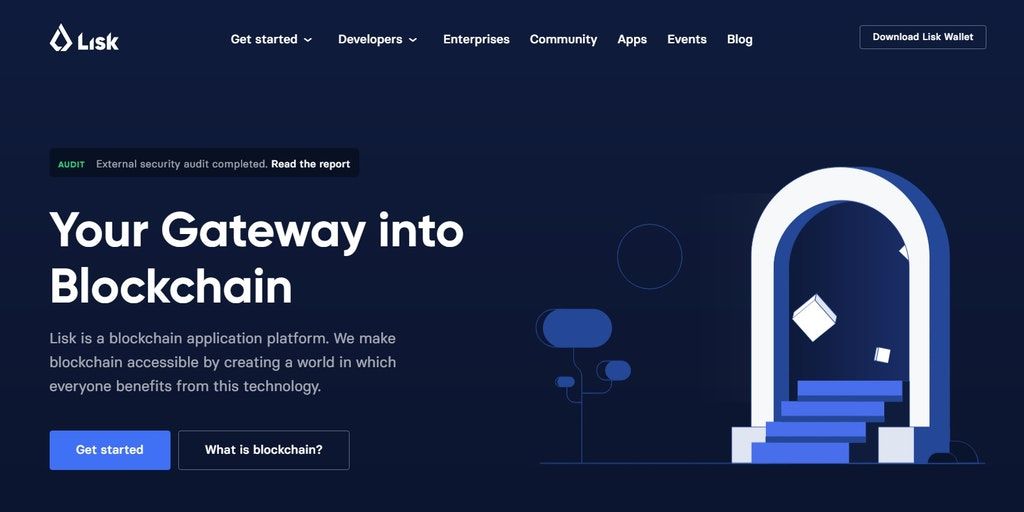 Lisk
Get started
Developers
Enterprises
Community
Apps
Events
Blog
Download Lisk Wallet
AUDIT External security audit completed. Read the report
Your Gateway into
Blockchain
Lisk is a blockchain application platform. We make
blockchain accessible by creating a world in which
everyone benefits from this technology.
Get started
What is blockchain?